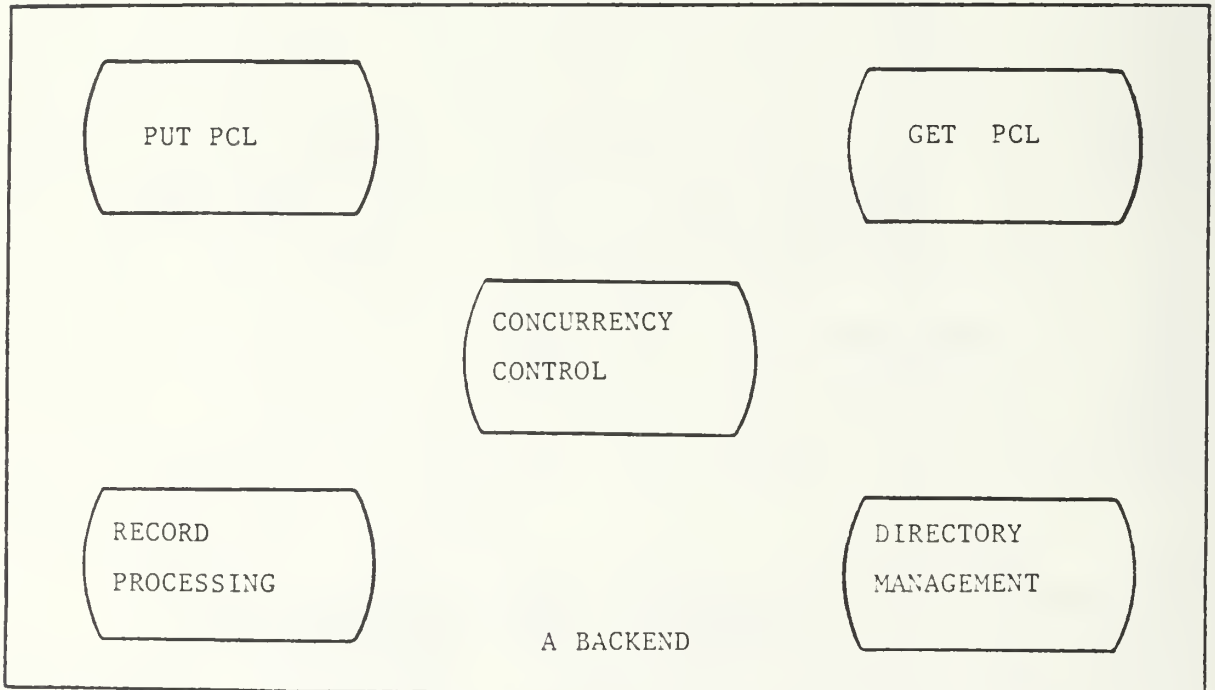 PUT PCL
GET PCL
CONCURRENCY
CONTROL
RECORD
PROCESSING
DIRECTORY
MANAGEMENT
A BACKEND